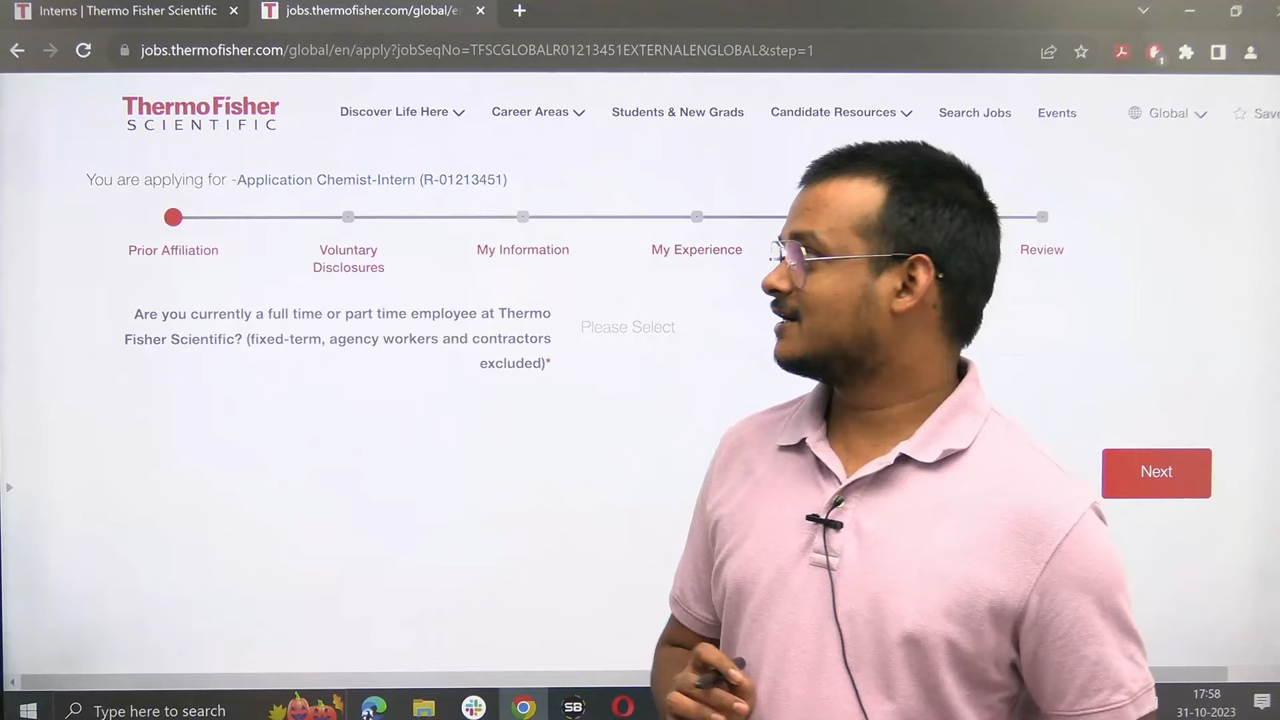 Interns | Thermo Fisher Scientific
jobs.thermofisher.com/global/e
jobs.thermofisher.com/global/en/apply?jobSeqNo=TFSCGLOBALR01213451EXTERNALENGLOBAL&step=1
1
ThermoFisher
SCIENTIFIC
Discover Life Here
Career Areas
Students & New Grads
Candidate Resources
Search Jobs
Events
Global
Save
You are applying for -Application Chemist-Intern (R-01213451)
Prior Affiliation
Voluntary
Disclosures
My Information
My Experience
Review
Are you currently a full time or part time employee at Thermo
Fisher Scientific? (fixed-term, agency workers and contractors
excluded)*
Please Select
Next
Type here to search
SB
17:58
31-10-2023